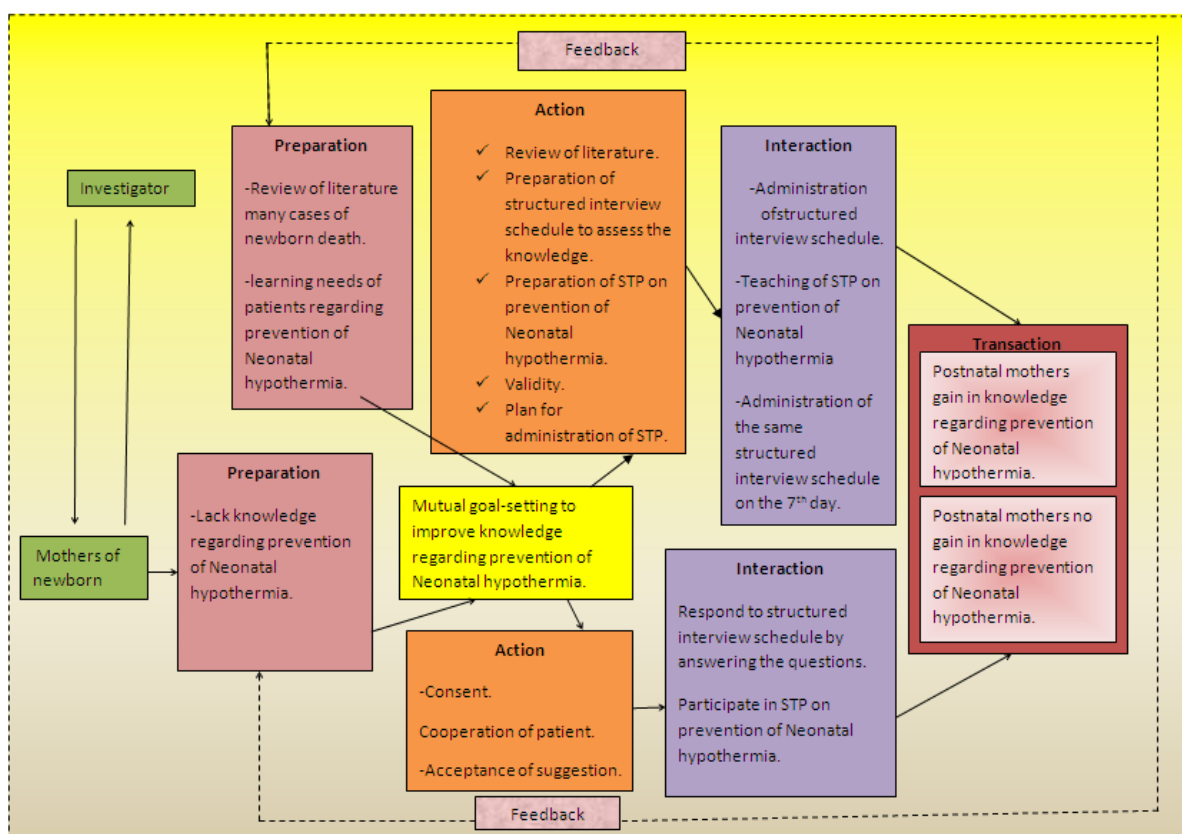 Feedback
Investigator
Mothers of
newborn
Preparation
-Review of literature
many cases of
newborn death.
-learning needs of
patients regarding
prevention of
Neonatal
hypothermia.
Preparation
-Lack knowledge
regarding prevention
of Neonatal
hypothermia.
Action
✓ Review of literature.
✓ Preparation of
structured interview
schedule to assess the
knowledge.
✓ Preparation of STP on
prevention of
Neonatal
hypothermia.
✓ Validity.
✓ Plan for
administration of STP.
Mutual goal-setting to
improve knowledge
regarding prevention of
Neonatal hypothermia.
Action
-Consent.
Cooperation of patient.
-Acceptance of suggestion.
Interaction
-Administration
ofstructured
interview schedule.
-Teaching of STP on
prevention of
Neonatal
hypothermia
-Administration of
the same
structured
interview schedule
on the 7th day.
Interaction
Respond to structured
interview schedule by
answering the questions.
Participate in STP on
prevention of Neonatal
hypothermia.
Transaction
Postnatal mothers
gain in knowledge
regarding prevention
of Neonatal
hypothermia.
Postnatal mothers no
gain in knowledge
regarding prevention
of Neonatal
hypothermia.
Feedback